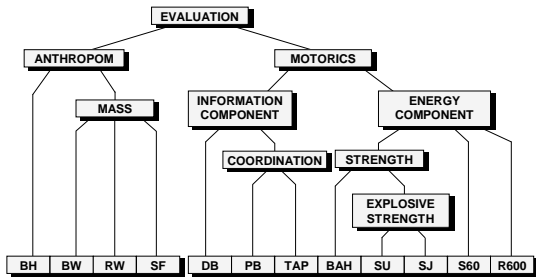 EVALUATION
ANTHROPOM
MOTORICS
MASS
INFORMATION
COMPONENT
ENERGY
COMPONENT
COORDINATION
STRENGTH
EXPLOSIVE
STRENGTH
BH BW RW SF DB PB TAP BAH SU SJ S60 R600